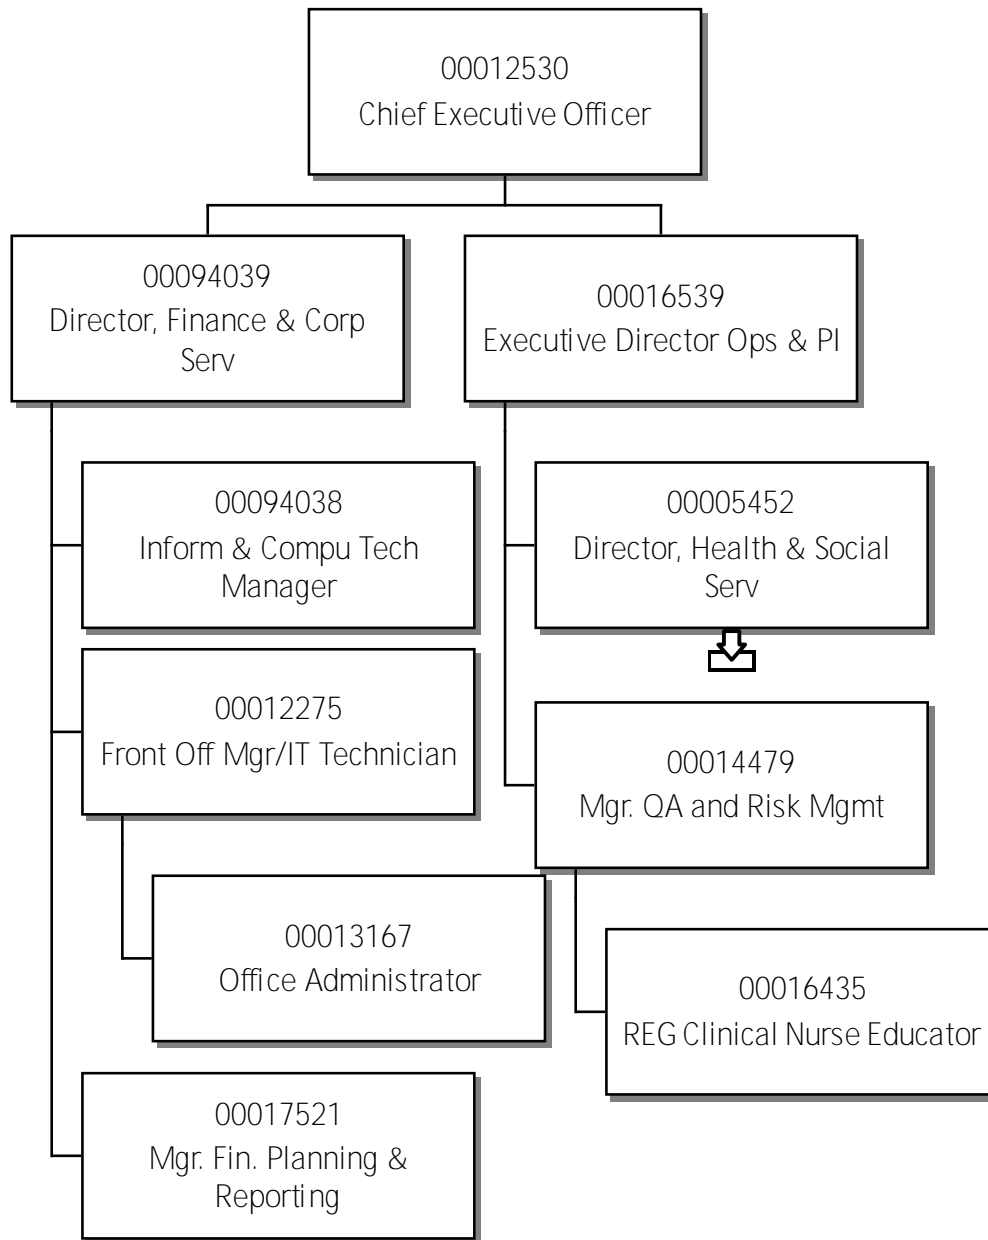 00012530
Chief Executive Officer
00094039
Director, Finance & Corp
Serv
00016539
Executive Director Ops & PI
00094038
Inform & Compu Tech
Manager
00005452
Director, Health & Social
Serv
00012275
Front Off Mgr/IT Technician
00014479
Mgr. QA and Risk Mgmt
00013167
Office Administrator
00016435
REG Clinical Nurse Educator
00017521
Mgr. Fin. Planning &
Reporting